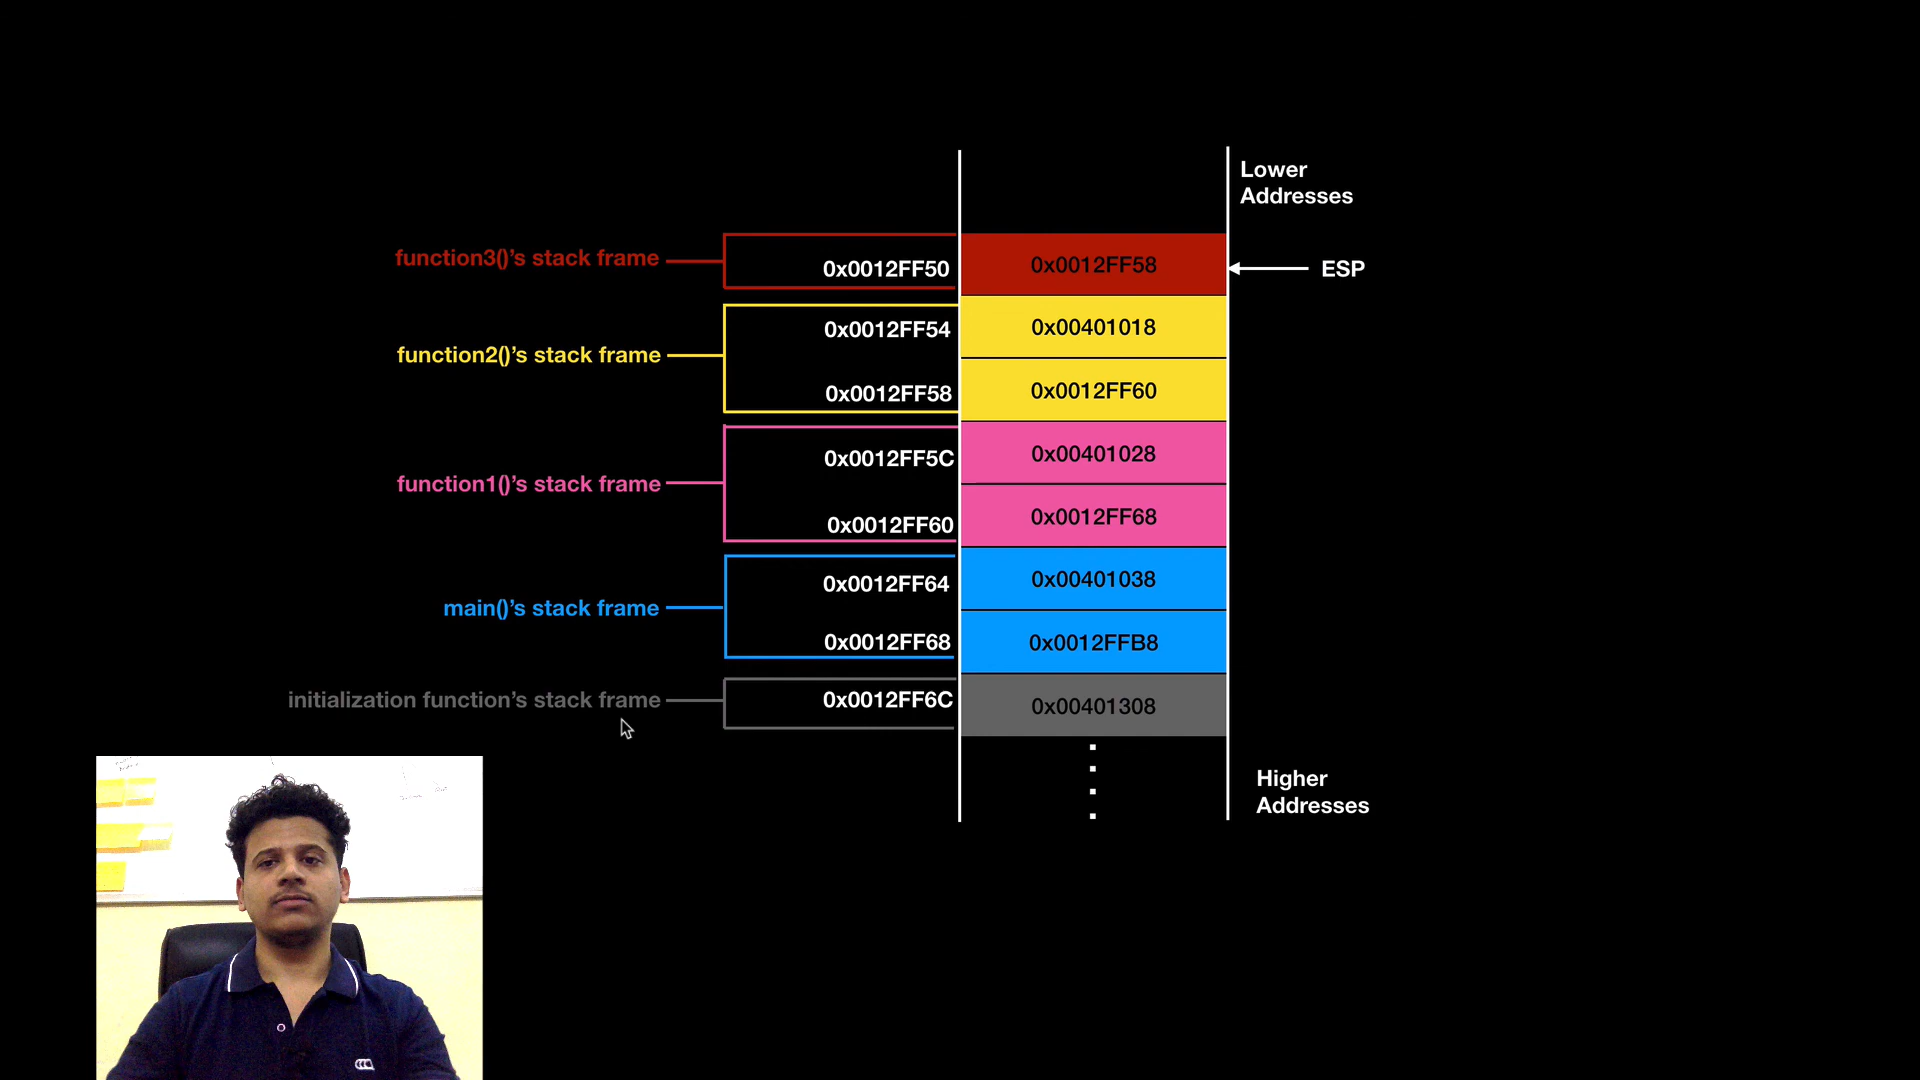 Lower
Addresses
function3()’s stack frame
0x0012FF50
0x0012FF58
ESP
0x0012FF54
0x00401018
function2()’s stack frame
0x0012FF58
0x0012FF60
0x0012FF5C
0x00401028
function1()’s stack frame
0x0012FF60
0x0012FF68
0x0012FF64
0x00401038
main()’s stack frame
0x0012FF68
0x0012FFB8
initialization function’s stack frame
0x0012FF6C
0x00401308
Higher
Addresses